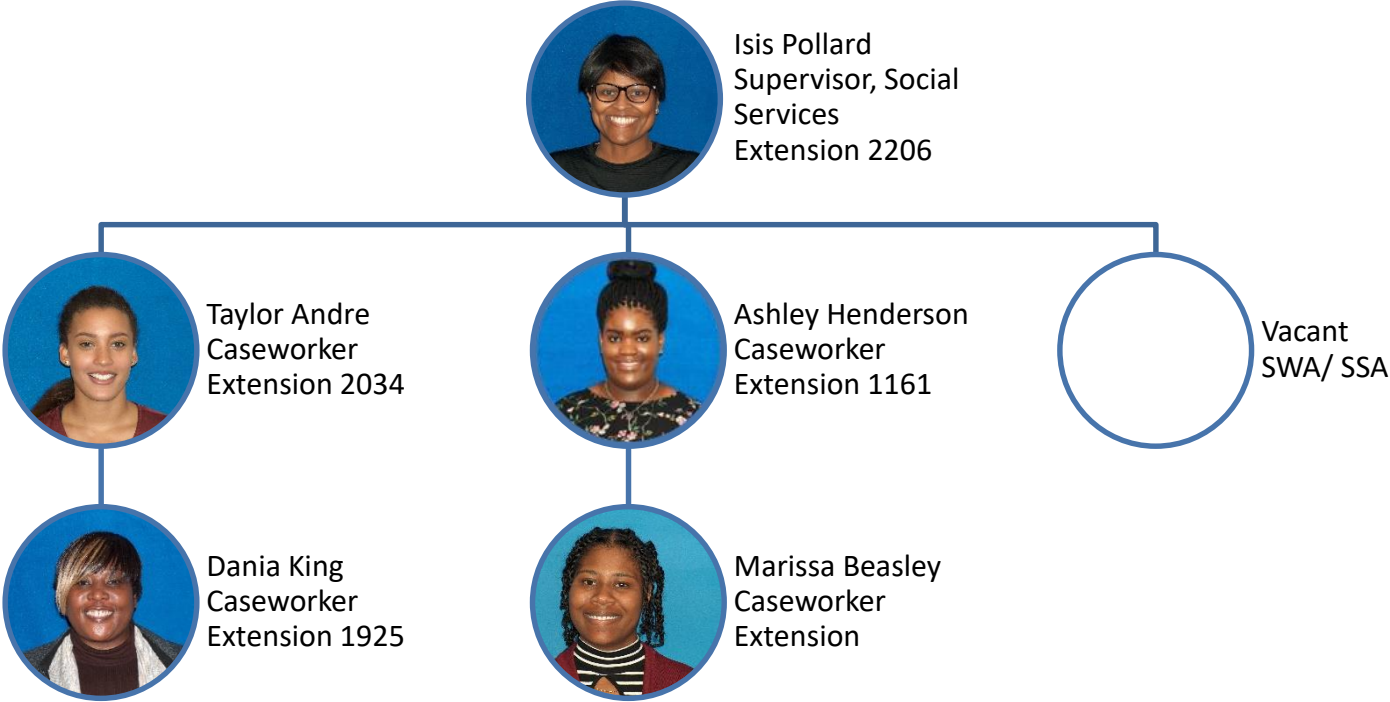 Isis Pollard
Supervisor, Social
Services
Extension 2206
Taylor Andre
Caseworker
Extension 2034
Ashley Henderson
Caseworker
Extension 1161
Vacant
SWA/ SSA
Dania King
Caseworker
Extension 1925
Marissa Beasley
Caseworker
Extension